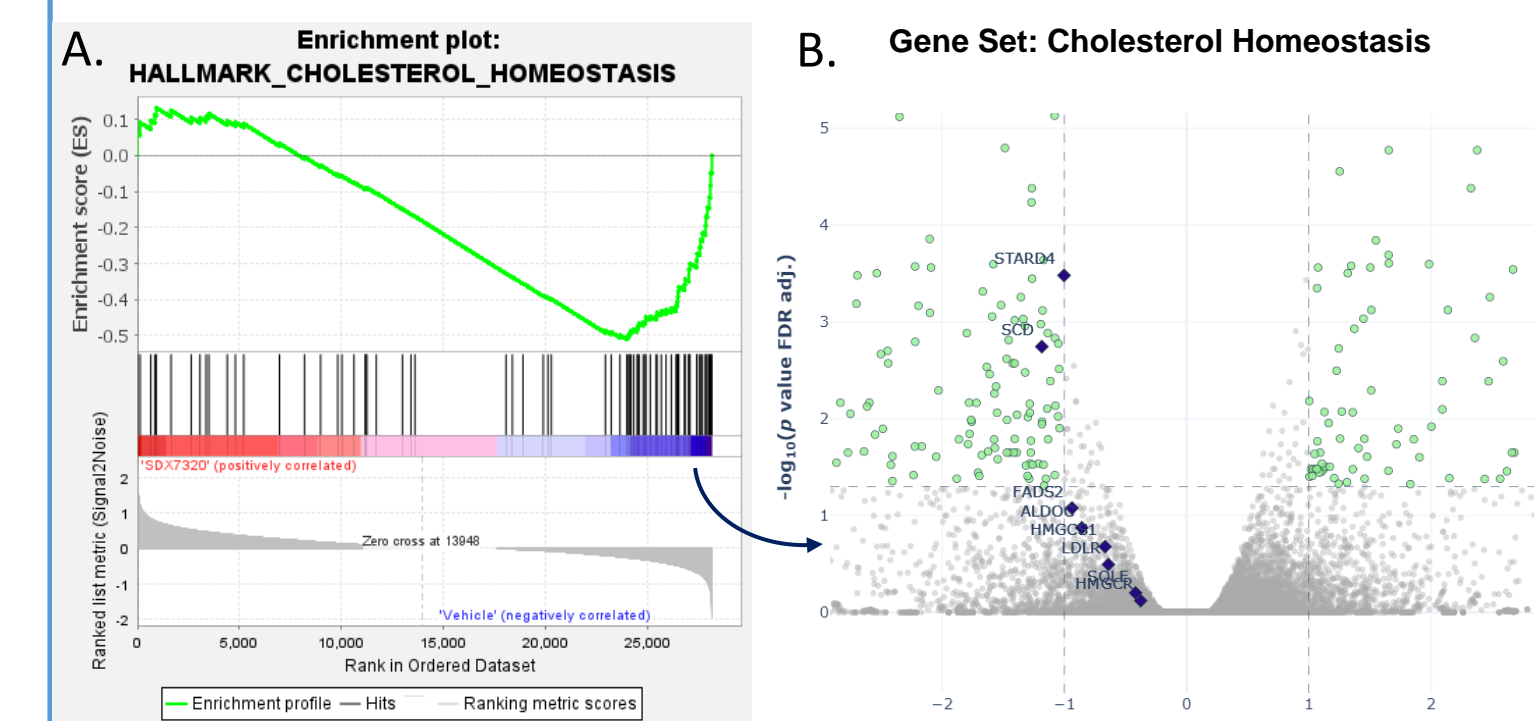 A.
Enrichment plot:
HALLMARK_CHOLESTEROL_HOMEOSTASIS
Enrichment score (ES)
0.1
0.0
-0.1
-0.2
-0.3
-0.4
-0.5
'SDX7320' (positively correlated)
Ranked list metric (Signal2Noise)
2
1
0
-1
-2
Zero cross at 13948
'Vehicle' (negatively correlated)
0 5,000 10,000 15,000 20,000 25,000
Rank in Ordered Dataset
Enrichment profile Hits Ranking metric scores
B.
Gene Set: Cholesterol Homeostasis
-log10(p value FDR adj.)
5
4
3
2
1
0
STARD4
SCD
FADS2
ALDOC
HMGCS1
LDLR
SQLE
HMGCR
−2 −1 0 1 2